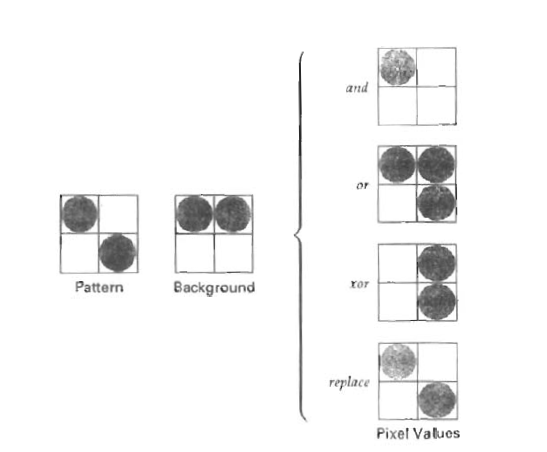 and
or
xor
replace
Pattern
Background
Pixel Values